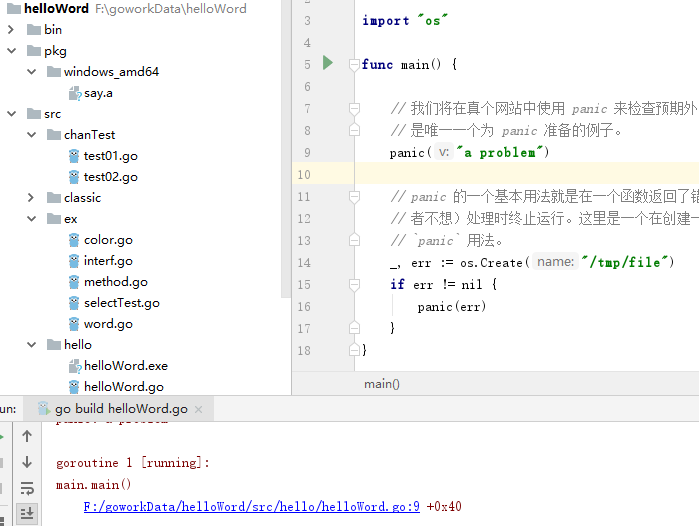 helloWord F:\goworkData\helloWord
bin
pkg
windows_amd64
say.a
src
chanTest
test01.go
test02.go
classic
ex
color.go
interf.go
method.go
selectTest.go
word.go
hello
helloWord.exe
helloWord.go
3 import "os"
4
5 func main() {
6
7 // 我们将在真个网站中使用 panic 来检查预期外
8 // 是唯一一个为 panic 准备的例子。
9 panic( v: "a problem")
10
11 // panic 的一个基本用法就是在一个函数返回了错
12 // 者不想）处理时终止运行。这里是一个在创建一
13 // `panic` 用法。
14 _, err := os.Create( name: "/tmp/file")
15 if err != nil {
16 panic(err)
17 }
18 }
main()
un: go build helloWord.go ×
goroutine 1 [running]:
main.main()
F:/goworkData/helloWord/src/hello/helloWord.go:9 +0x40